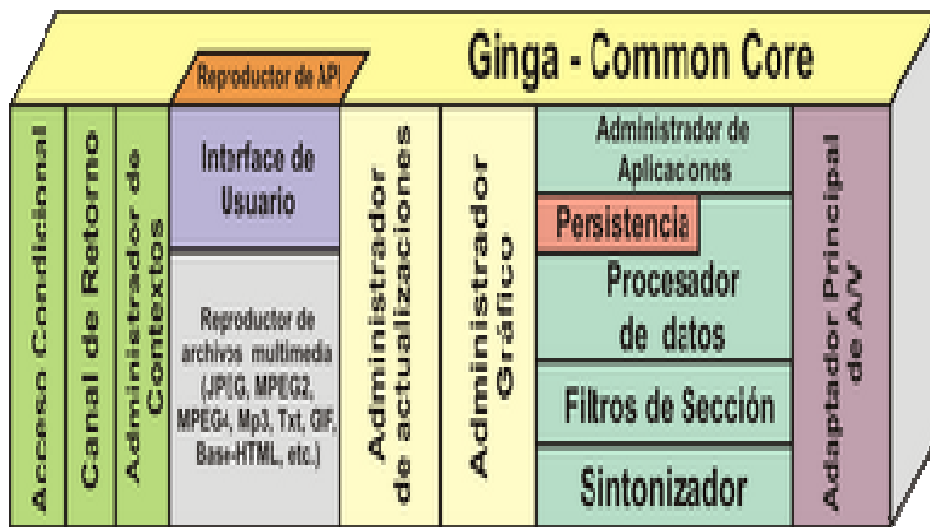 Ginga - Common Core
Reproductor de API
Acceso Condicional
Canal de Retorno
Administrador de
Contextos
Interface de
Usuario
Reproductor de
archivos multimedia
(JPEG, MPEG2,
MPEG4, Mp3, Txt, GIF,
Base-HTML, etc.)
Administrador
de actualizaciones
Administrador
Gráfico
Administrador de
Aplicaciones
Persistencia
Procesador
de datos
Filtros de Sección
Sintonizador
Adaptador Principal
de A/V